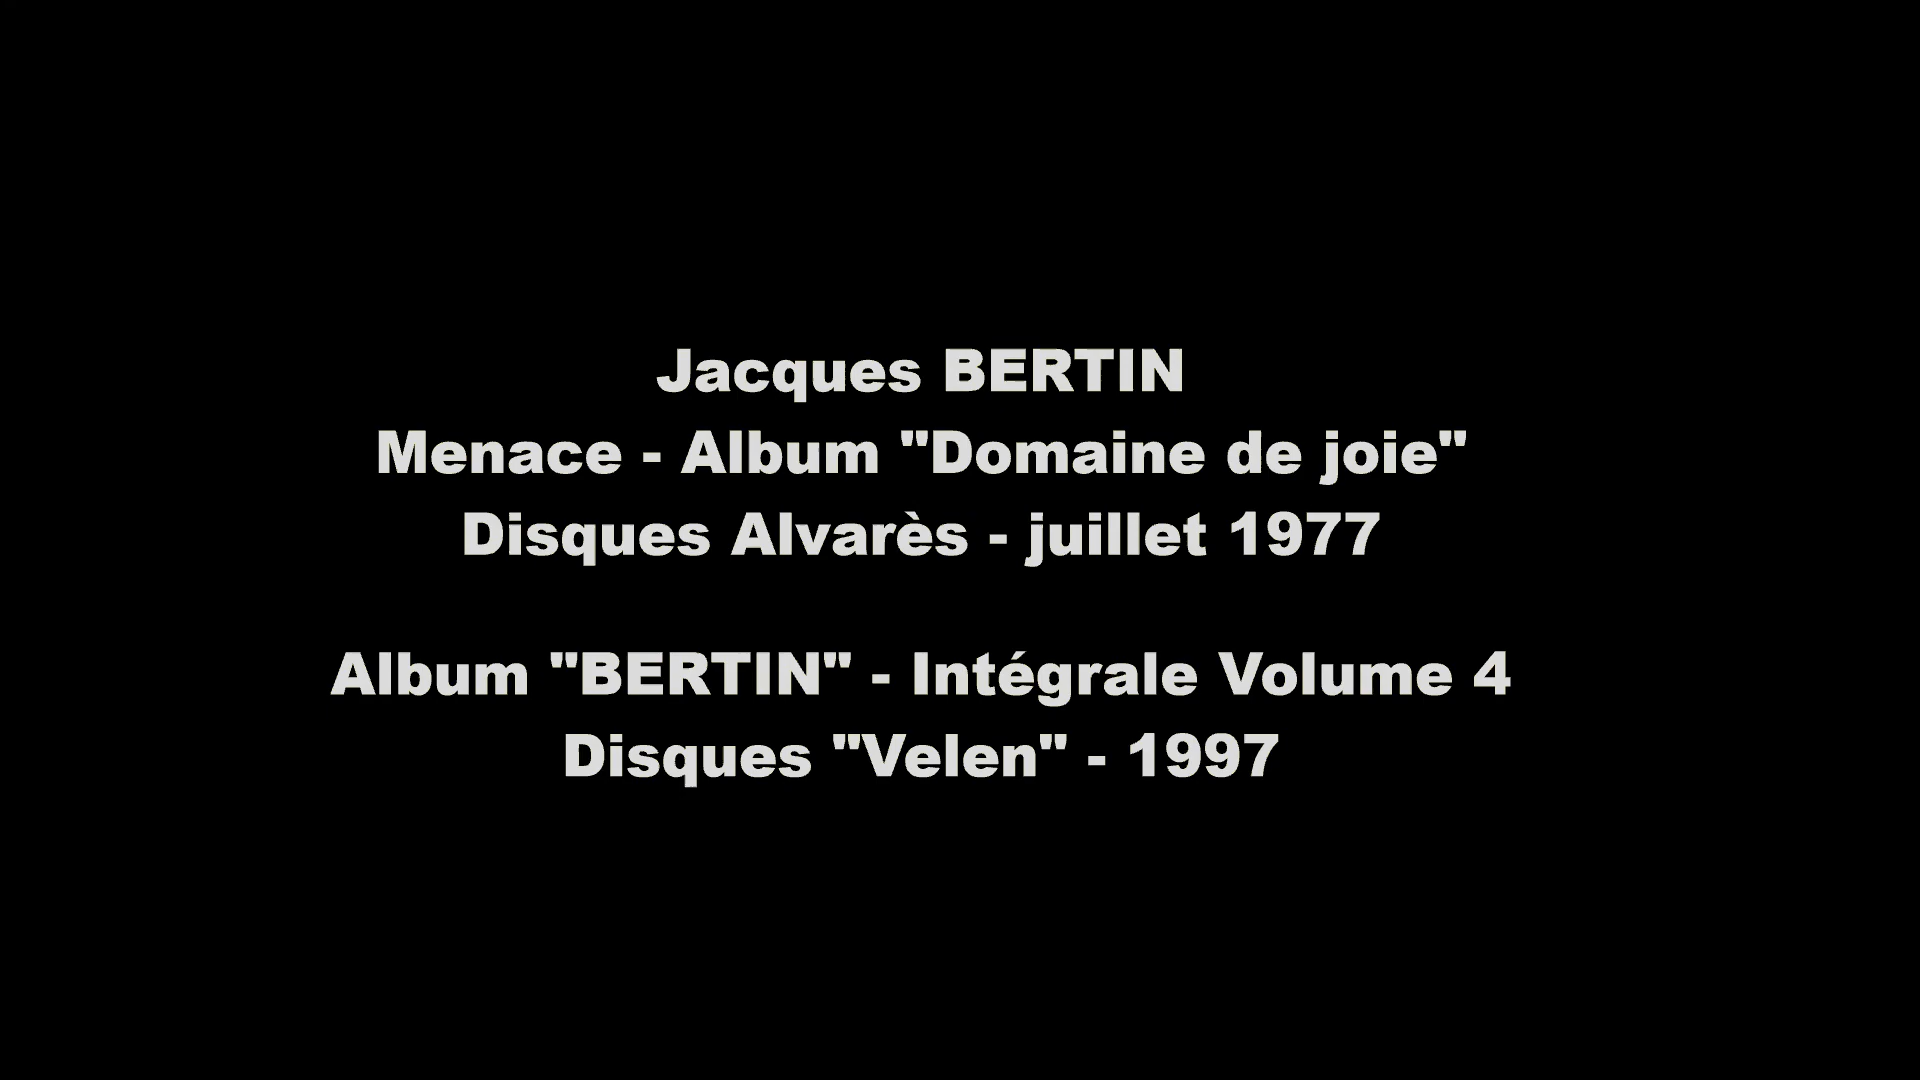 Jacques BERTIN
Menace - Album "Domaine de joie"
Disques Alvarès - juillet 1977
Album "BERTIN" - Intégrale Volume 4
Disques "Velen" - 1997